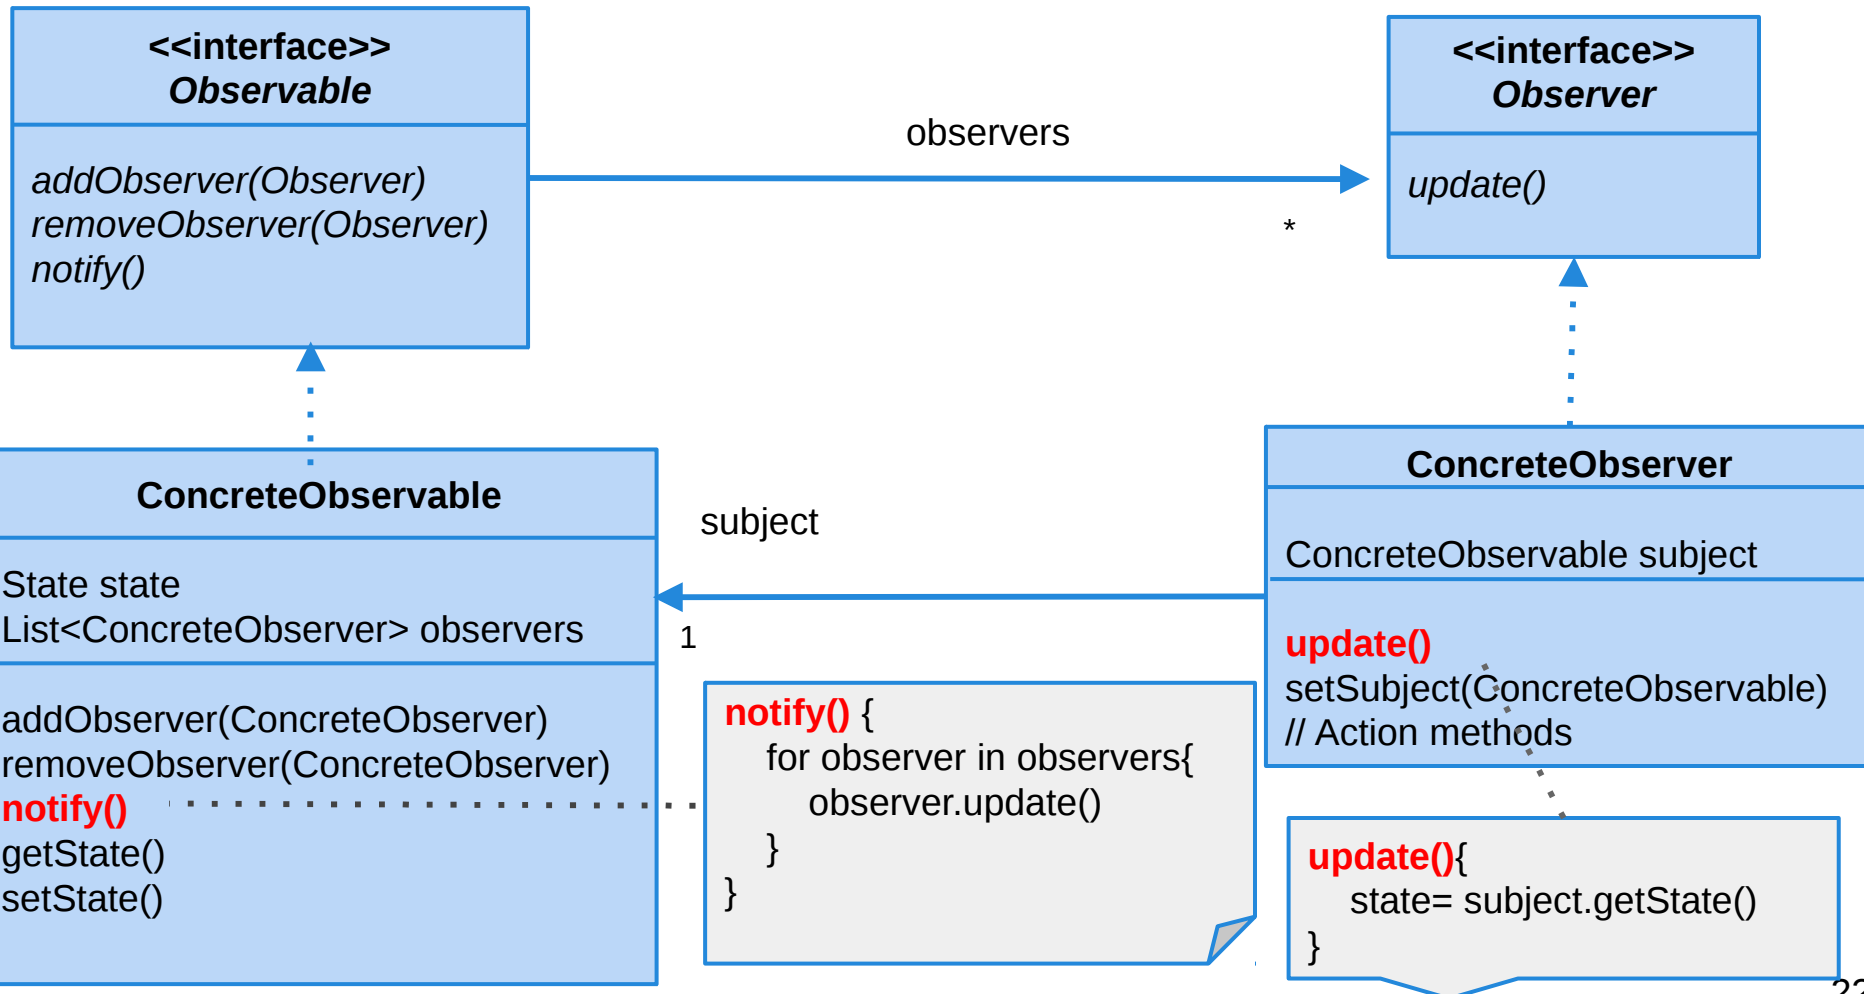 <<interface>>
Observable
addObserver(Observer)
removeObserver(Observer)
notify()
observers
*
<<interface>>
Observer
update()
ConcreteObservable
State state
List<ConcreteObserver> observers
addObserver(ConcreteObserver)
removeObserver(ConcreteObserver)
notify()
getState()
setState()
subject
1
ConcreteObserver
ConcreteObservable subject
update()
setSubject(ConcreteObservable)
// Action methods
notify() {
for observer in observers{
observer.update()
}
}
update(){
state= subject.getState()
}